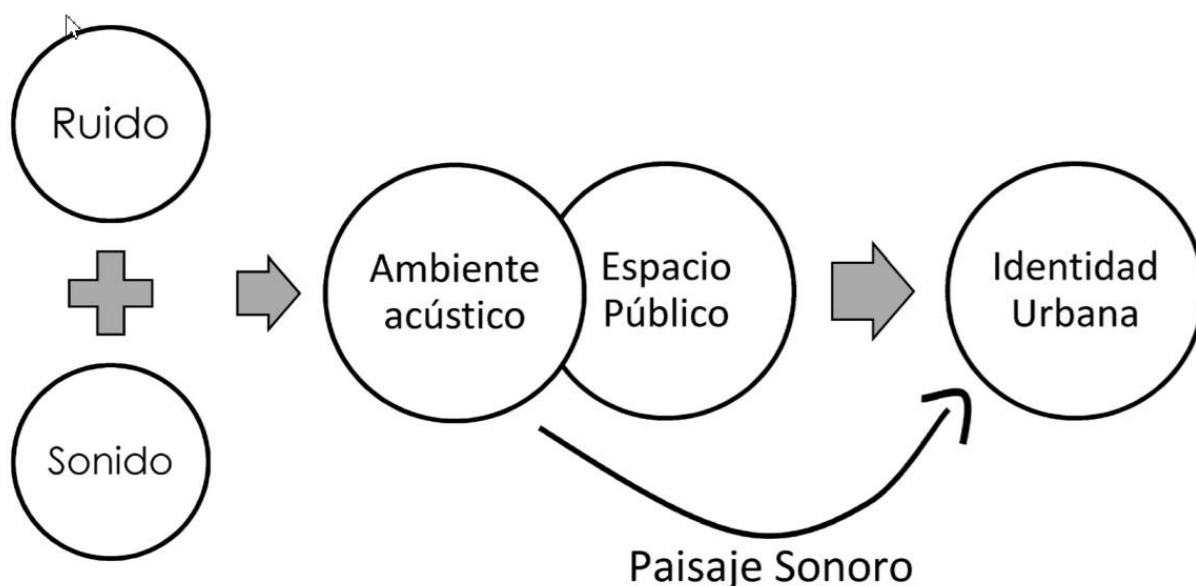 Ruido
Sonido
Ambiente
acústico
Espacio
Público
Identidad
Urbana
Paisaje Sonoro